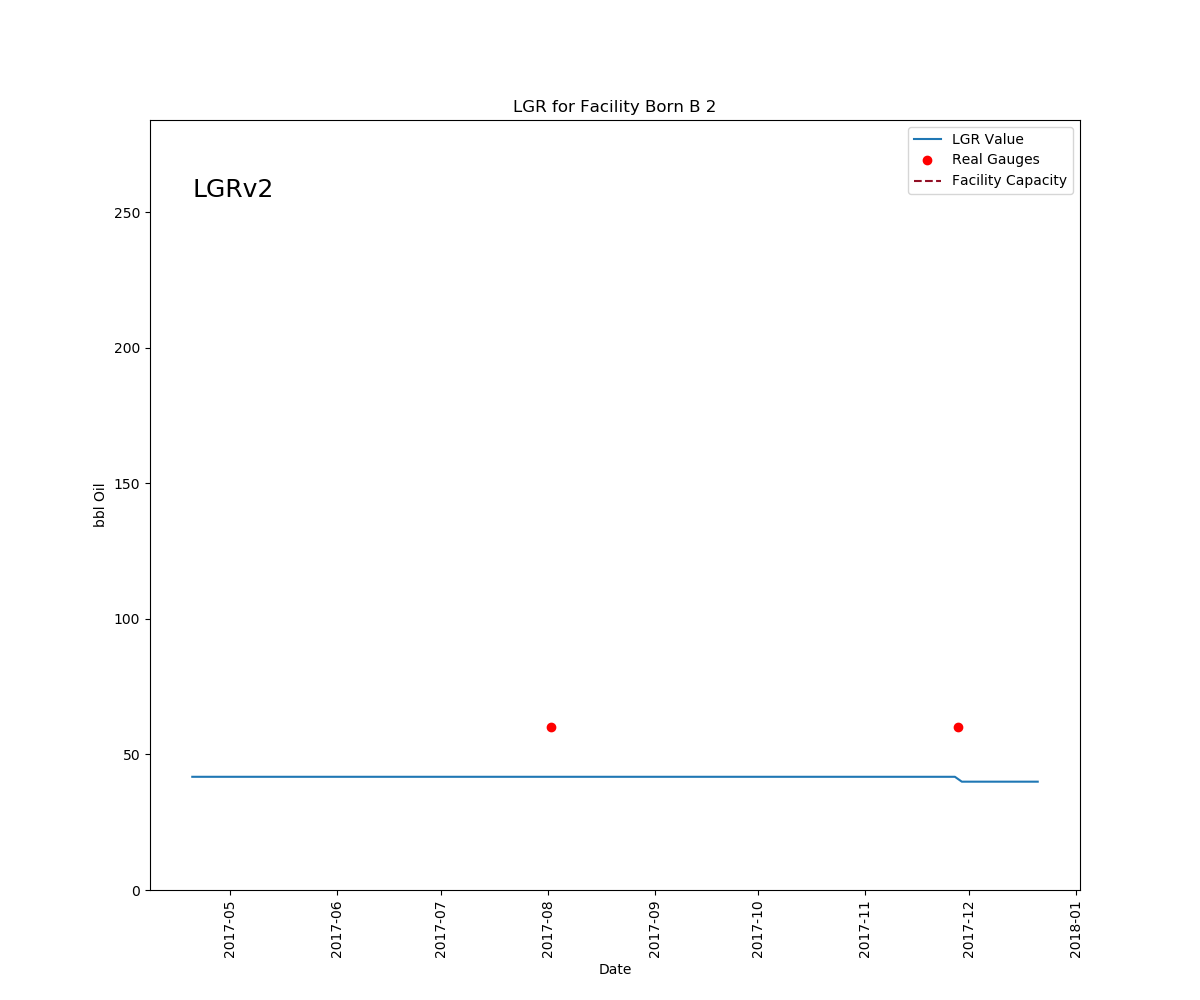 LGR for Facility Born B 2
LGR Value
Real Gauges
Facility Capacity
LGRv2
250
200
150
100
50
0
bbl Oil
2017-05
2017-06
2017-07
2017-08
2017-09
2017-10
2017-11
2017-12
2018-01
Date